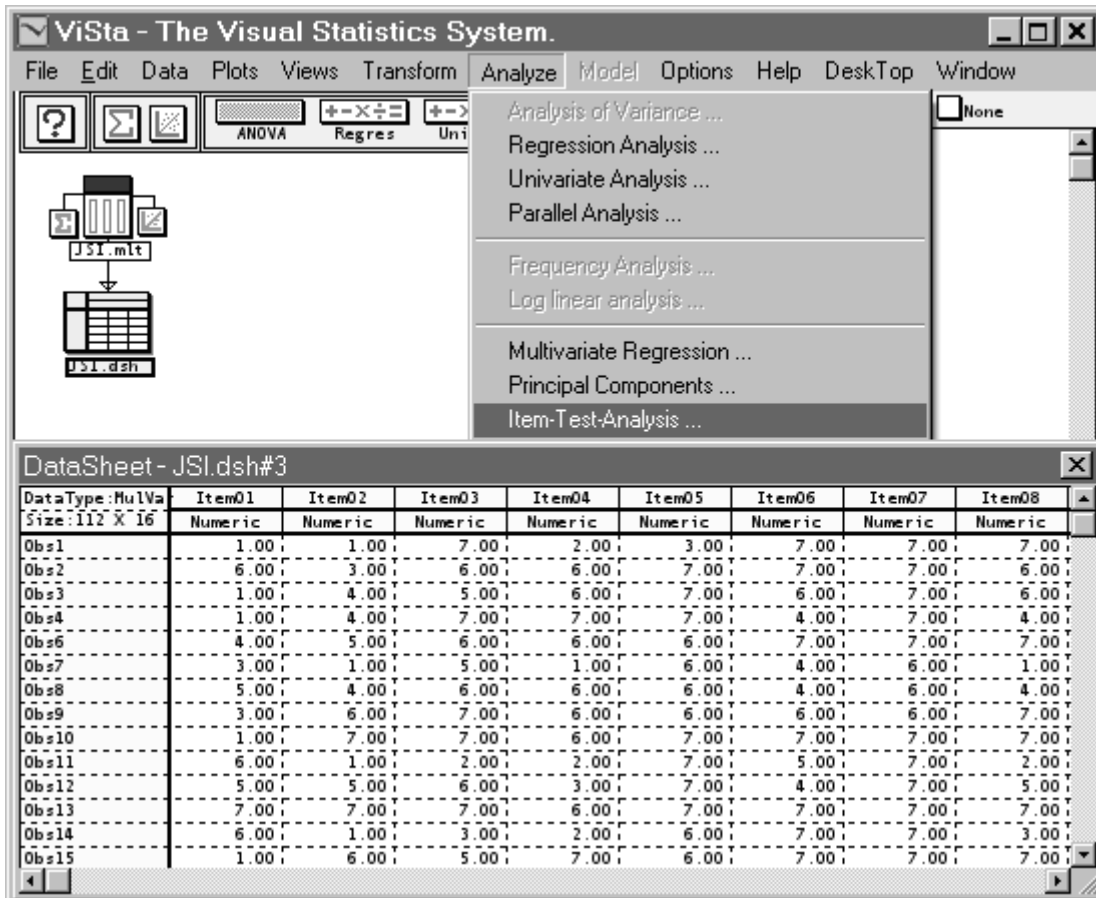 ViSta - The Visual Statistics System.
File Edit Data Plots Views Transform Analyze Model Options Help DeskTop Window
?
Σ
ANOVA
+-×÷=
Regres
Uni
None
Analysis of Variance ...
Regression Analysis ...
Univariate Analysis ...
Parallel Analysis ...
Frequency Analysis ...
Log linear analysis ...
Multivariate Regression ...
Principal Components ...
Item-Test-Analysis ...
Σ
JSI.mlt
JSI.dsh
DataSheet - JSI.dsh#3
DataType:MulVa Item01 Item02 Item03 Item04 Item05 Item06 Item07 Item08
Size:112 X 16 Numeric Numeric Numeric Numeric Numeric Numeric Numeric Numeric
Obs1 1.00 1.00 7.00 2.00 3.00 7.00 7.00 7.00
Obs2 6.00 3.00 6.00 6.00 7.00 7.00 7.00 6.00
Obs3 1.00 4.00 5.00 6.00 7.00 6.00 7.00 6.00
Obs4 1.00 4.00 7.00 7.00 7.00 4.00 7.00 4.00
Obs6 4.00 5.00 6.00 6.00 6.00 7.00 7.00 7.00
Obs7 3.00 1.00 5.00 1.00 6.00 4.00 6.00 1.00
Obs8 5.00 4.00 6.00 6.00 6.00 4.00 6.00 4.00
Obs9 3.00 6.00 7.00 6.00 6.00 6.00 6.00 7.00
Obs10 1.00 7.00 7.00 6.00 7.00 7.00 7.00 7.00
Obs11 6.00 1.00 2.00 2.00 7.00 5.00 7.00 2.00
Obs12 5.00 5.00 6.00 3.00 7.00 4.00 7.00 5.00
Obs13 7.00 7.00 7.00 6.00 7.00 7.00 7.00 7.00
Obs14 6.00 1.00 3.00 2.00 6.00 7.00 7.00 3.00
Obs15 1.00 6.00 5.00 7.00 6.00 7.00 7.00 7.00